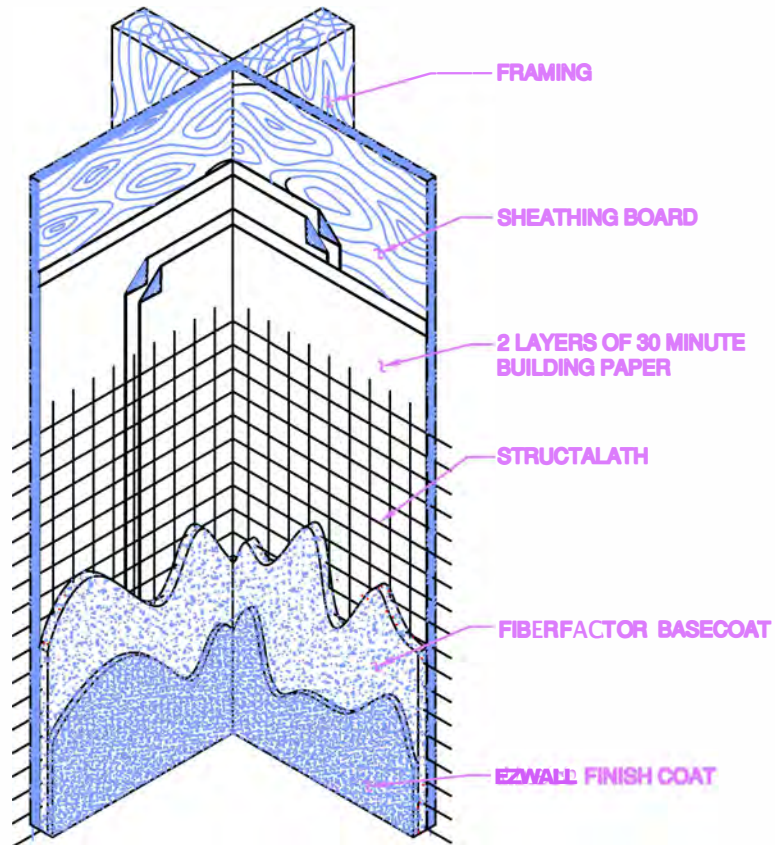 FRAMING
SHEATHING BOARD
2 LAYERS OF 30 MINUTE
BUILDING PAPER
STRUCTALATH
FIBERFACTOR BASECOAT
EZWALL FINISH COAT